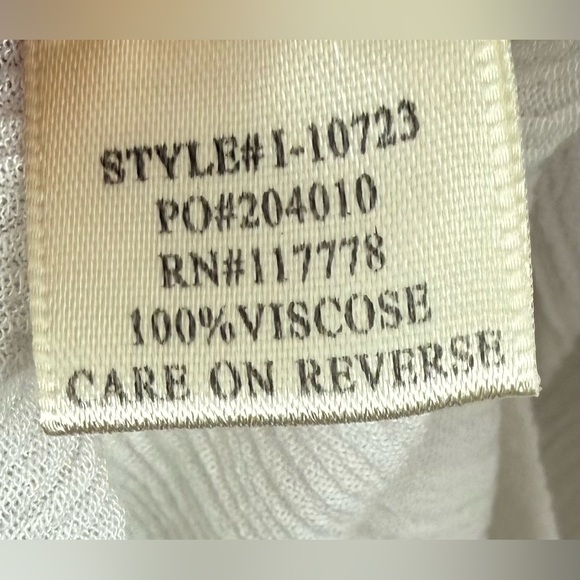 STYLE#I-10723
PO#204010
RN#117778
100%VISCOSE
CARE ON REVERSE